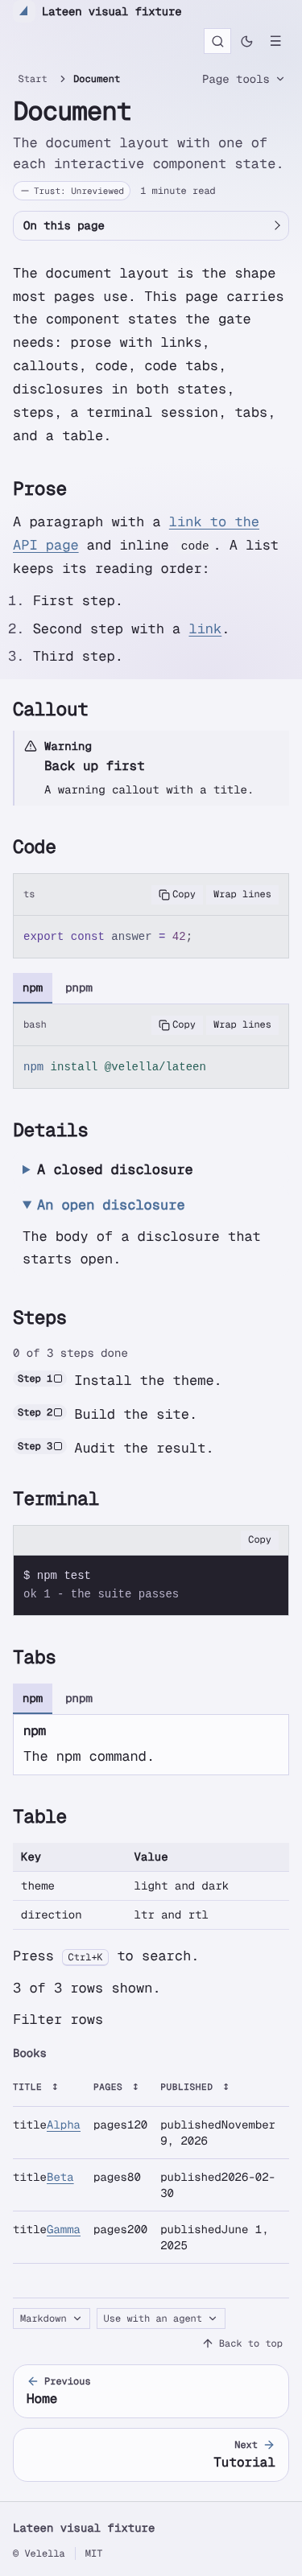 Lateen visual fixture
Start > Document
Page tools
Document
The document layout with one of
each interactive component state.
— Trust: Unreviewed
1 minute read
On this page
The document layout is the shape
most pages use. This page carries
the component states the gate
needs: prose with links,
callouts, code, code tabs,
disclosures in both states,
steps, a terminal session, tabs,
and a table.
Prose
A paragraph with a link to the
API page and inline code. A list
keeps its reading order:
1. First step.
2. Second step with a link.
3. Third step.
Callout
Warning
Back up first
A warning callout with a title.
Code
ts
Copy
Wrap lines
export const answer = 42;
npm
pnpm
bash
Copy
Wrap lines
npm install @velella/lateen
Details
A closed disclosure
An open disclosure
The body of a disclosure that
starts open.
Steps
0 of 3 steps done
Step 1 Install the theme.
Step 2 Build the site.
Step 3 Audit the result.
Terminal
Copy
$ npm test
ok 1 - the suite passes
Tabs
npm
pnpm
npm
The npm command.
Table
Key Value
theme light and dark
direction ltr and rtl
Press Ctrl+K to search.
3 of 3 rows shown.
Filter rows
Books
TITLE ↕ PAGES ↕ PUBLISHED ↕
titleAlpha pages120 publishedNovember
9, 2026
titleBeta pages80 published2026-02-
30
titleGamma pages200 publishedJune 1,
2025
Markdown
Use with an agent
↑ Back to top
← Previous
Home
Next →
Tutorial
Lateen visual fixture
© Velella
MIT